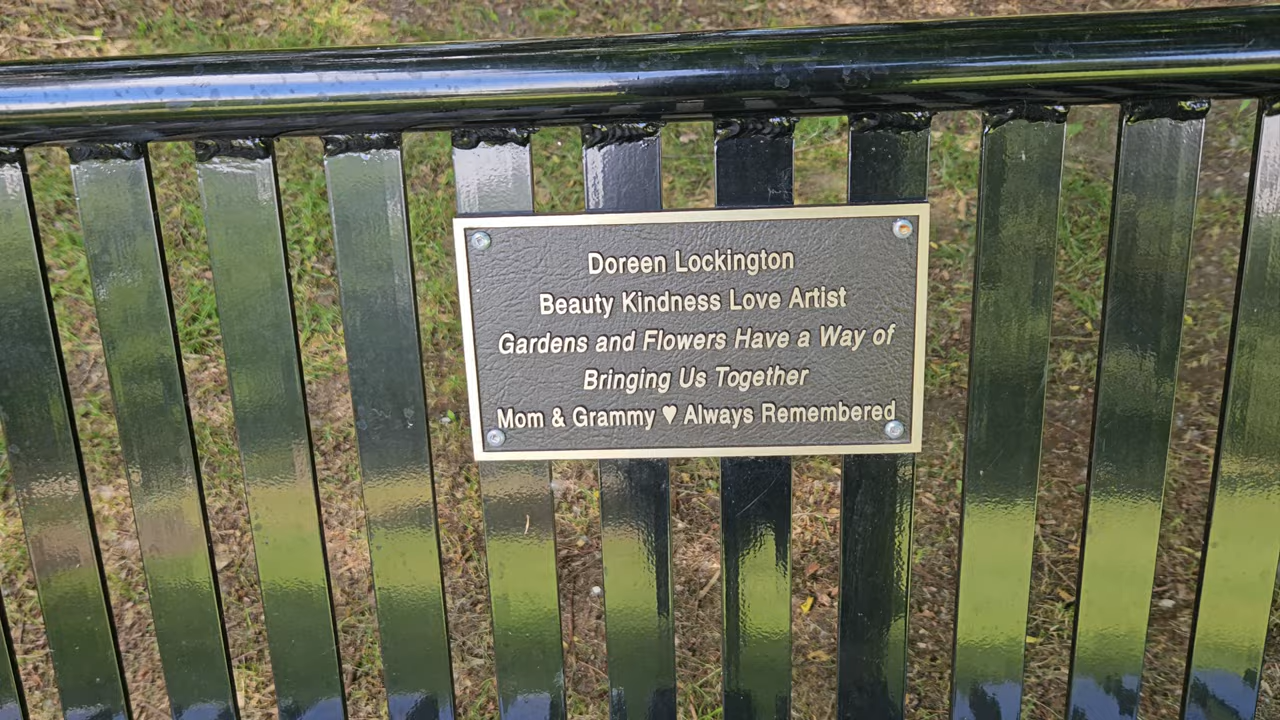 Doreen Lockington
Beauty Kindness Love Artist
Gardens and Flowers Have a Way of
Bringing Us Together
Mom & Grammy ♥ Always Remembered